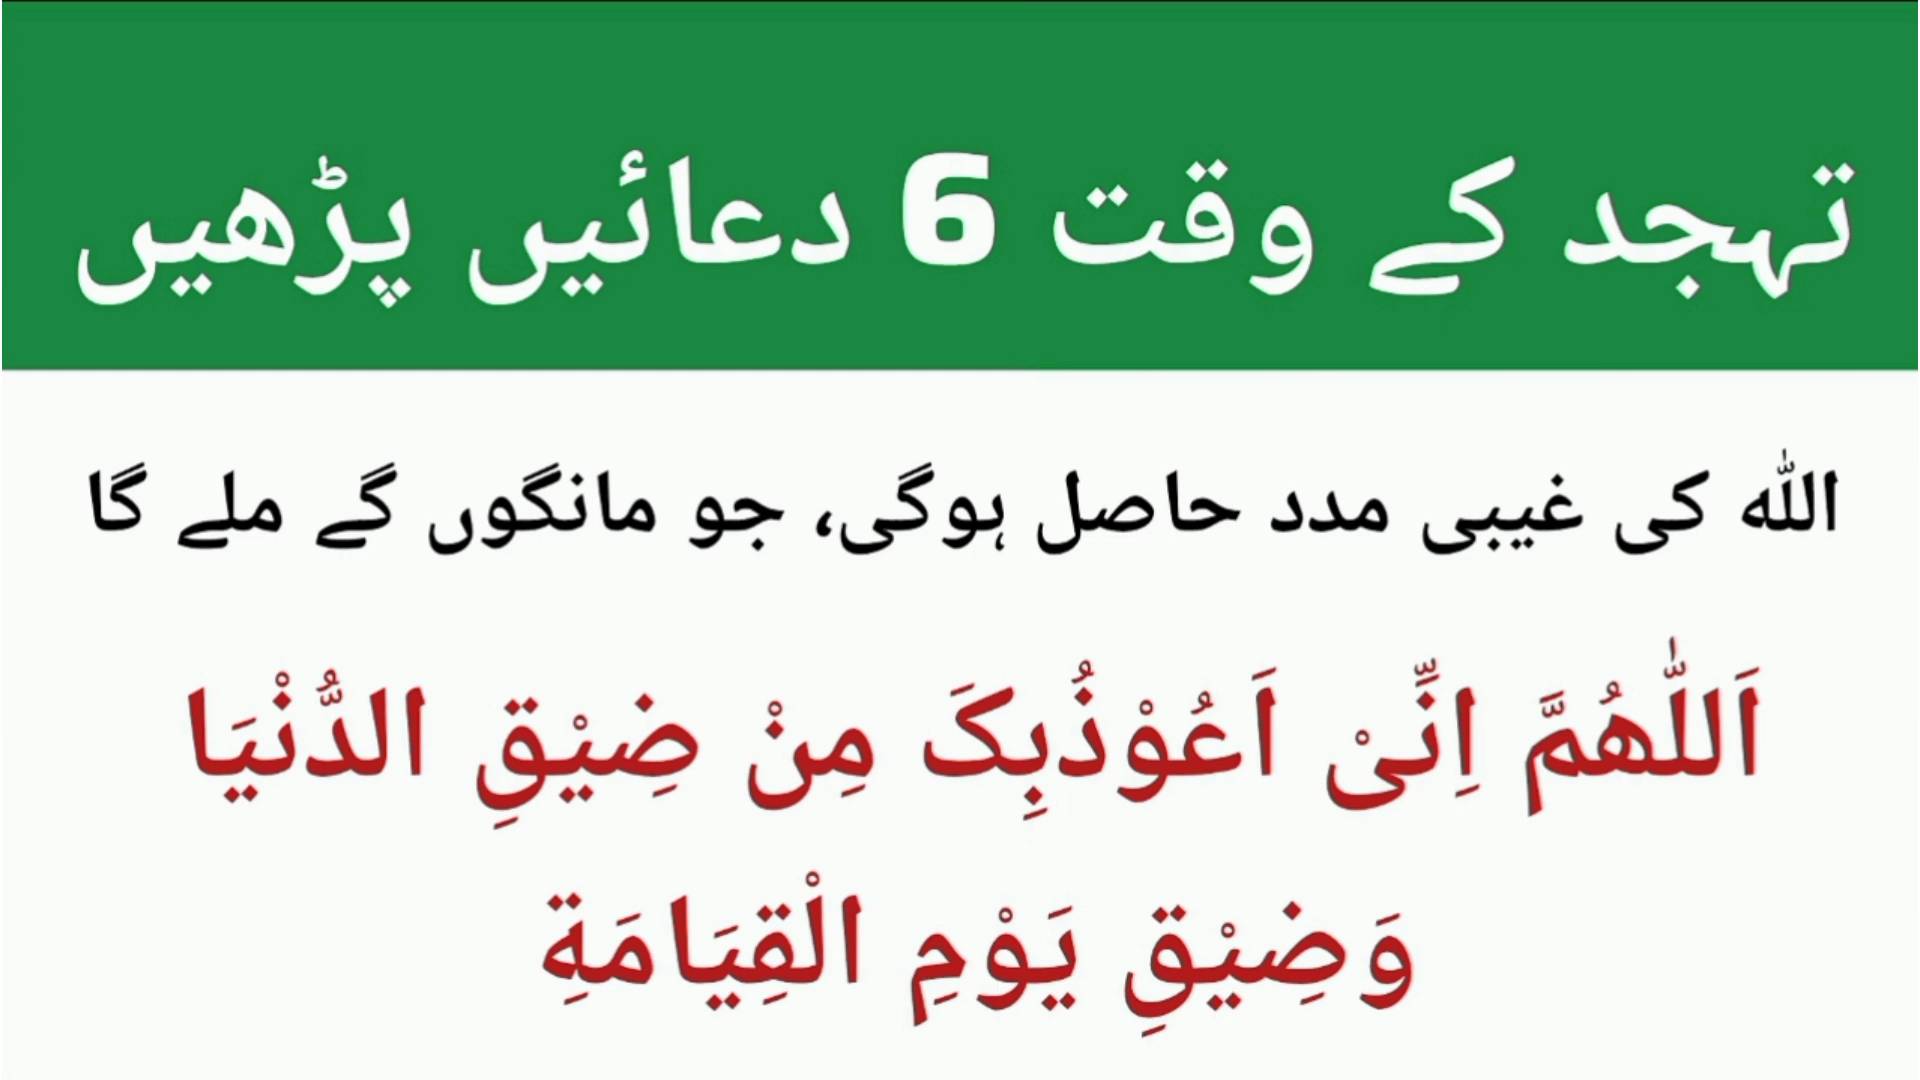 تہجد کے وقت 6 دعائیں پڑھیں
اللہ کی غیبی مدد حاصل ہوگی، جو مانگوں گے ملے گا
اَللّٰهُمَّ اِنِّیْ اَعُوْذُبِکَ مِنْ ضِیْقِ الدُّنْیَا
وَضِیْقِ یَوْمِ الْقِیَامَةِ